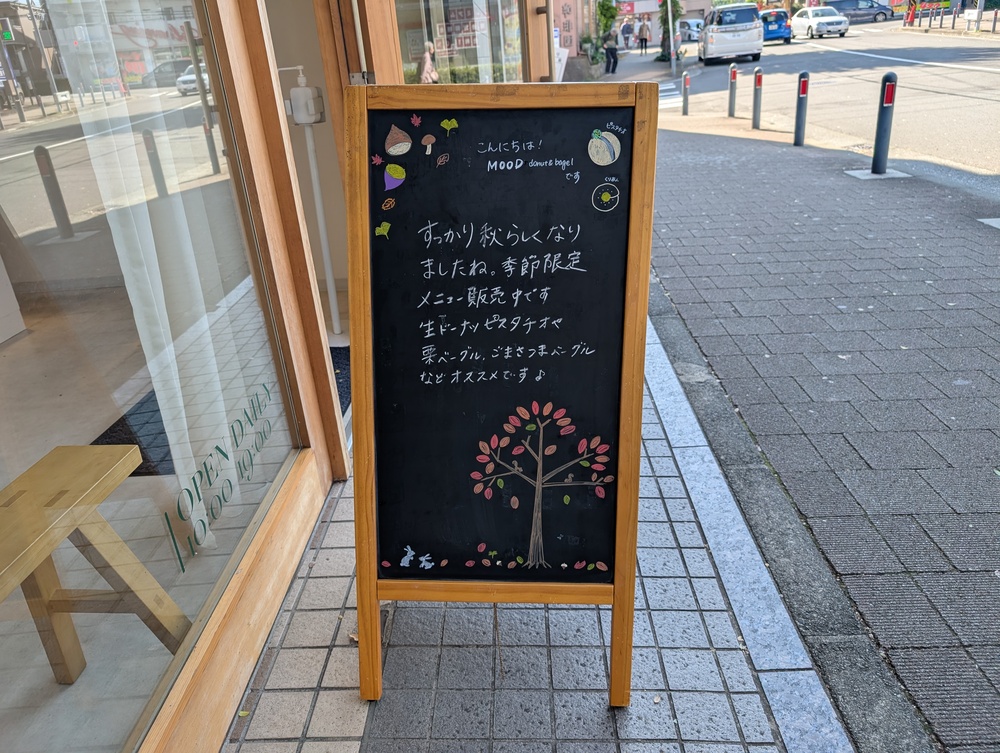 こんにちは！
MOOD donut & bagel
です
ピスタチオ
くりあん
すっかり秋らしくなり
ましたね。季節限定
メニュー販売中です
生ドーナッピスタチオや
栗ベーグル、ごまさつまベーグル
などオススメです♪
OPEN DAILY
10:00 19:00